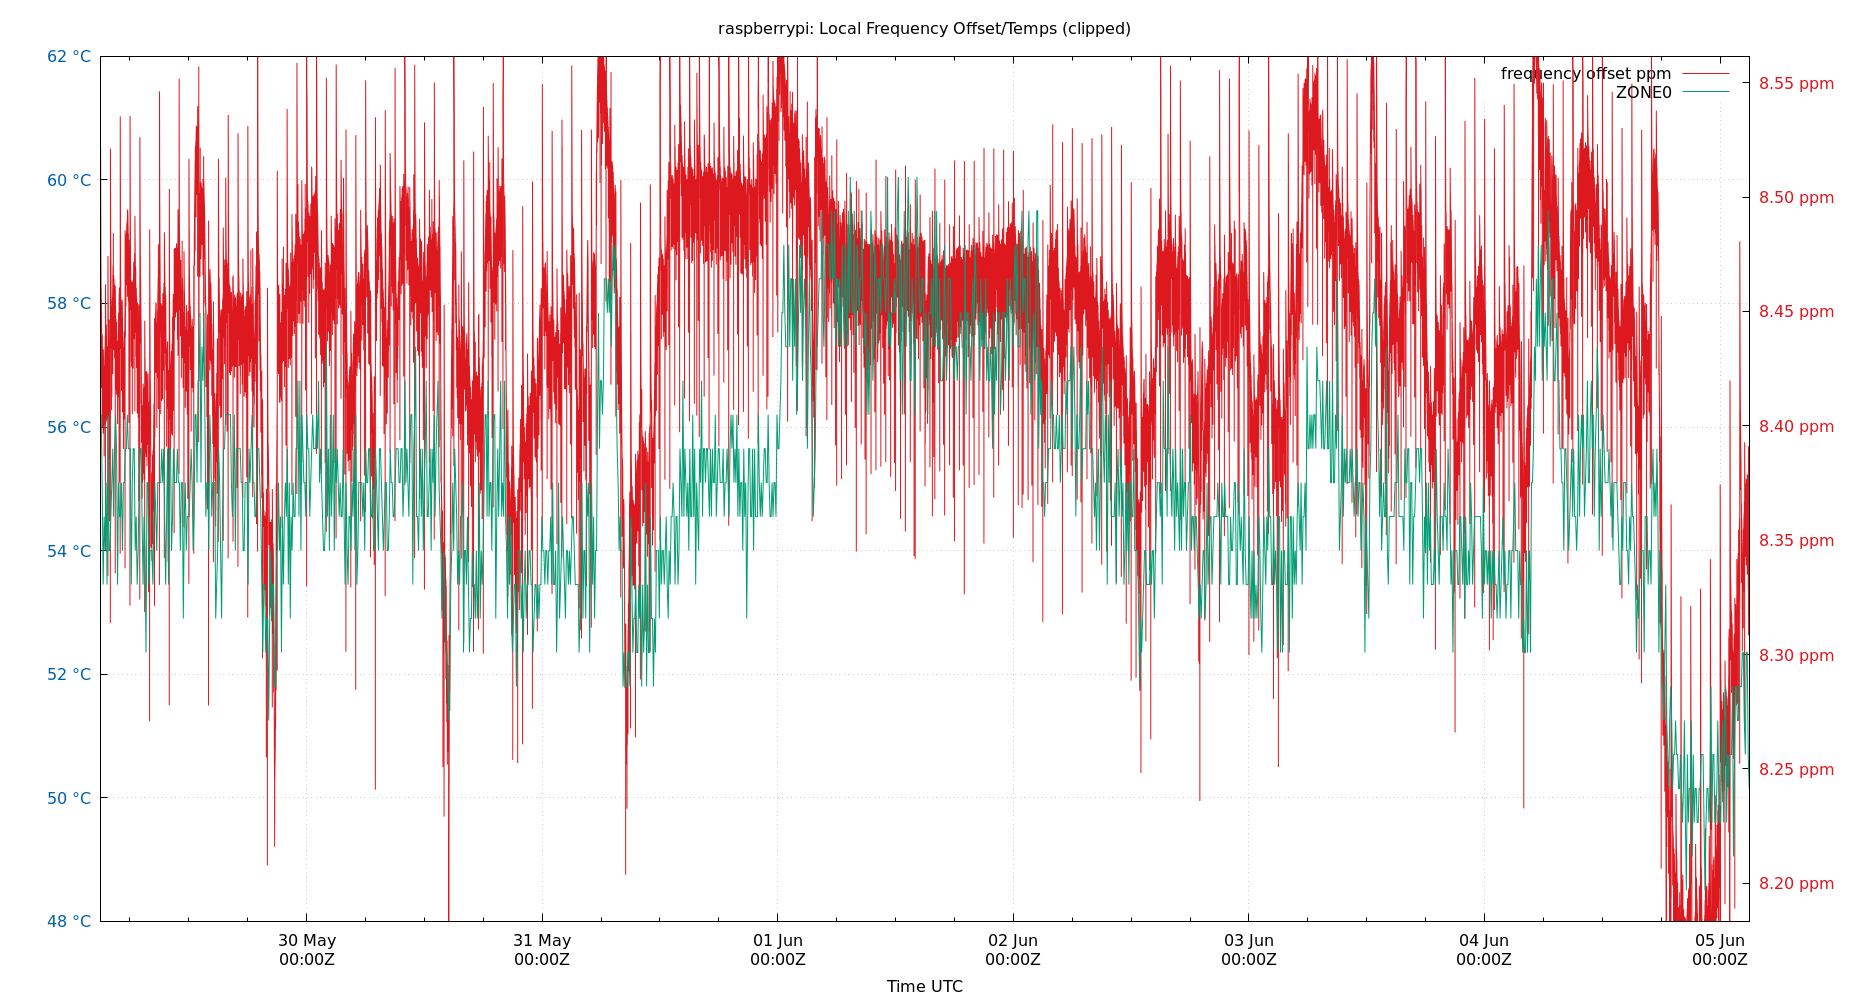 raspberrypi: Local Frequency Offset/Temps (clipped)
62 °C
60 °C
58 °C
56 °C
54 °C
52 °C
50 °C
48 °C
frequency offset ppm
ZONE0
8.55 ppm
8.50 ppm
8.45 ppm
8.40 ppm
8.35 ppm
8.30 ppm
8.25 ppm
8.20 ppm
30 May 31 May 01 Jun 02 Jun 03 Jun 04 Jun 05 Jun
00:00Z 00:00Z 00:00Z 00:00Z 00:00Z 00:00Z 00:00Z
Time UTC